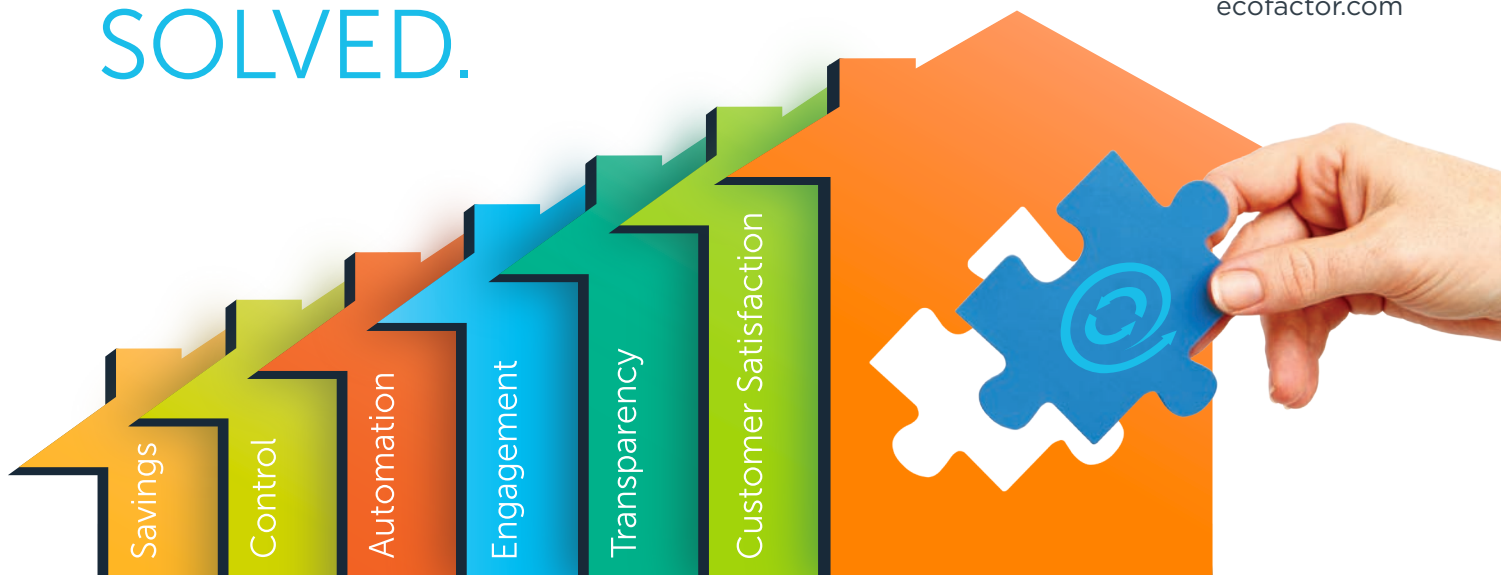 ecofactor.com
SOLVED.
Savings
Control
Automation
Engagement
Transparency
Customer Satisfaction